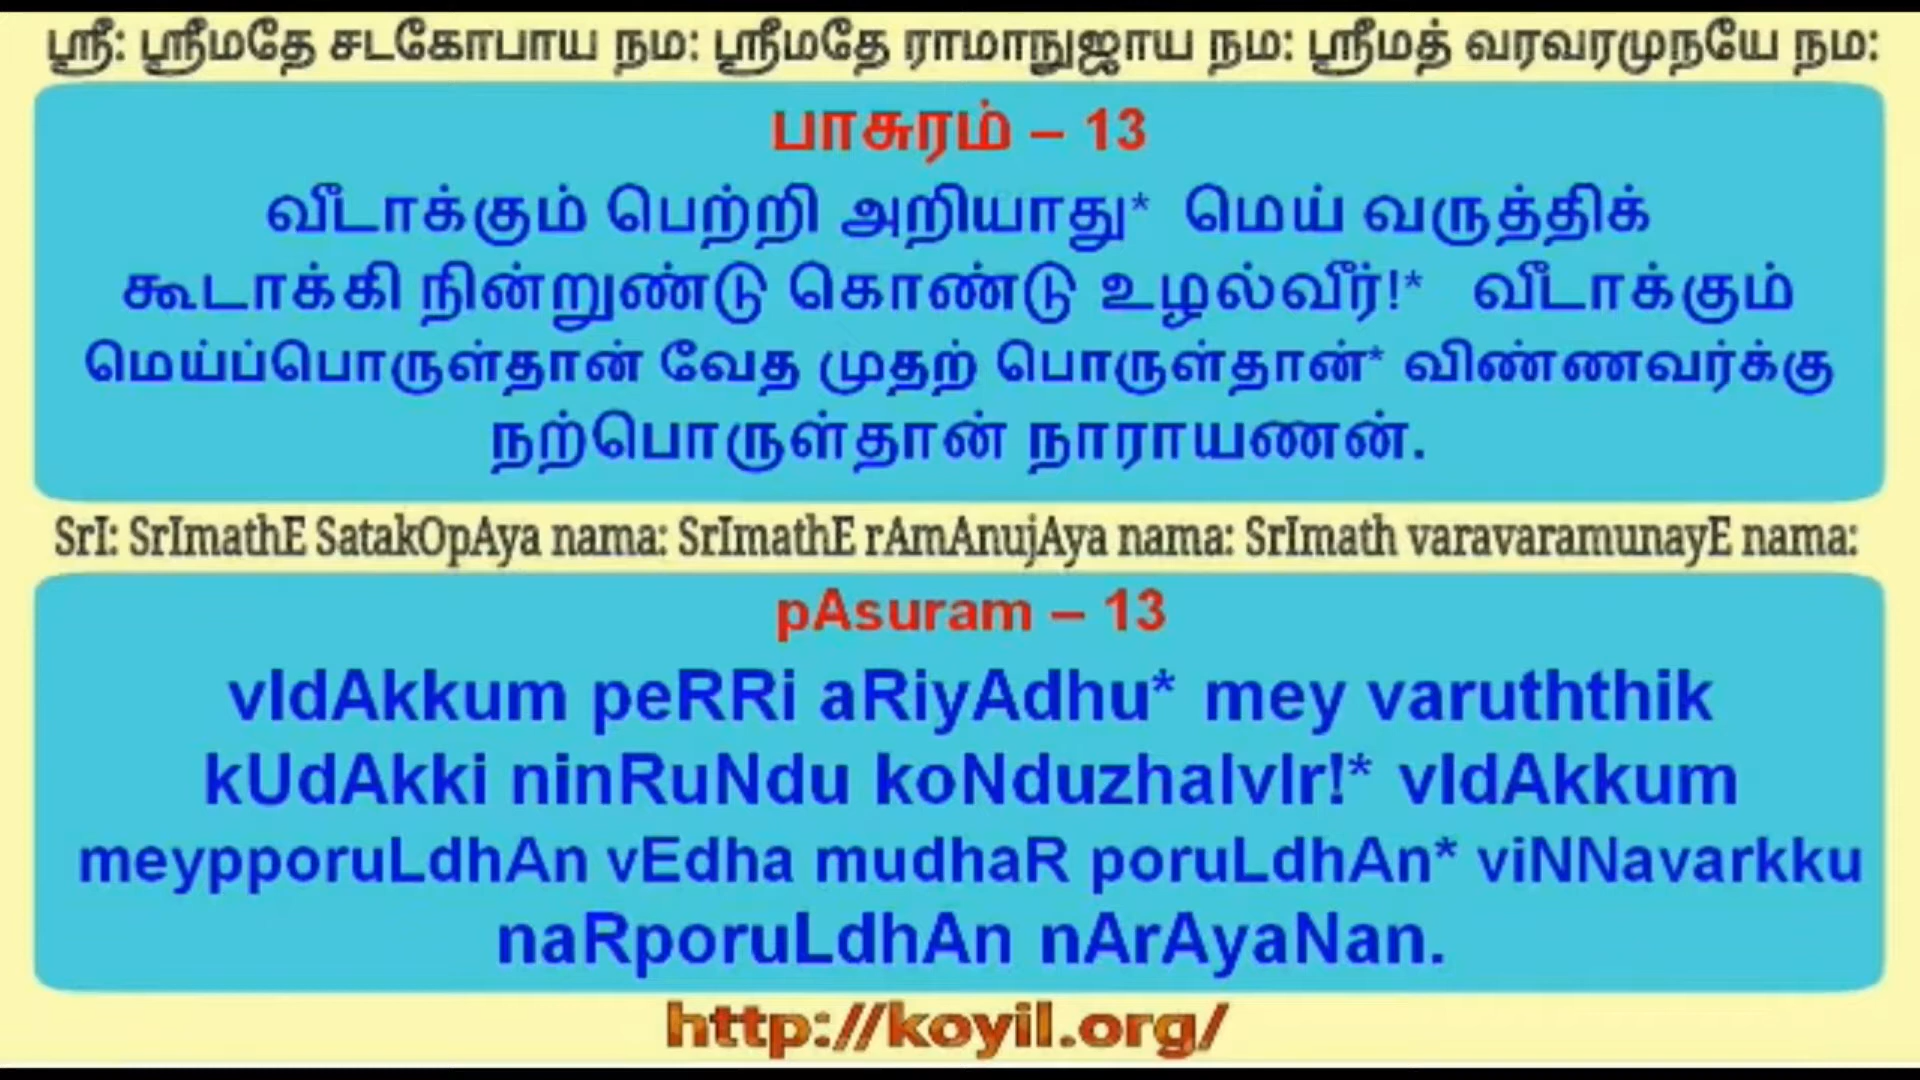 ஸ்ரீ: ஸ்ரீமதே சடகோபாய நம: ஸ்ரீமதே ராமாநுஜாய நம: ஸ்ரீமத் வரவரமுநயே நம:
பாசுரம் – 13
வீடாக்கும் பெற்றி அறியாது* மெய் வருத்திக்
கூடாக்கி நின்றுண்டு கொண்டு உழல்வீர்!* வீடாக்கும்
மெய்ப்பொருள்தான் வேத முதற் பொருள்தான்* விண்ணவர்க்கு
நற்பொருள்தான் நாராயணன்.
SrI: SrImathE SatakOpAya nama: SrImathE rAmAnujAya nama: SrImath varavaramunayE nama:
pAsuram – 13
vIdAkkum peRRi aRiyAdhu* mey varuththik
kUdAkki ninRuNdu koNduzhalvIr!* vIdAkkum
meypporuLdhAn vEdha mudhaR poruLdhAn* viNNavarkku
naRporuLdhAn nArAyaNan.
http://koyil.org/